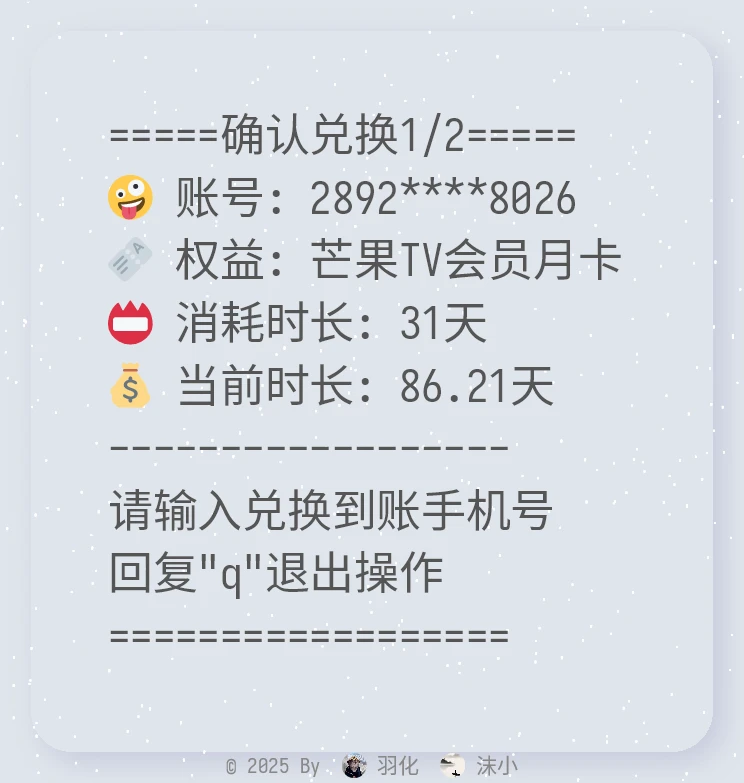 =====确认兑换1/2=====
🤪 账号: 2892****8026
权益: 芒果TV会员月卡
📛 消耗时长: 31天
💰 当前时长: 86.21天
------------------
请输入兑换到账手机号
回复"q"退出操作
==================
© 2025 By 羽化 沫小